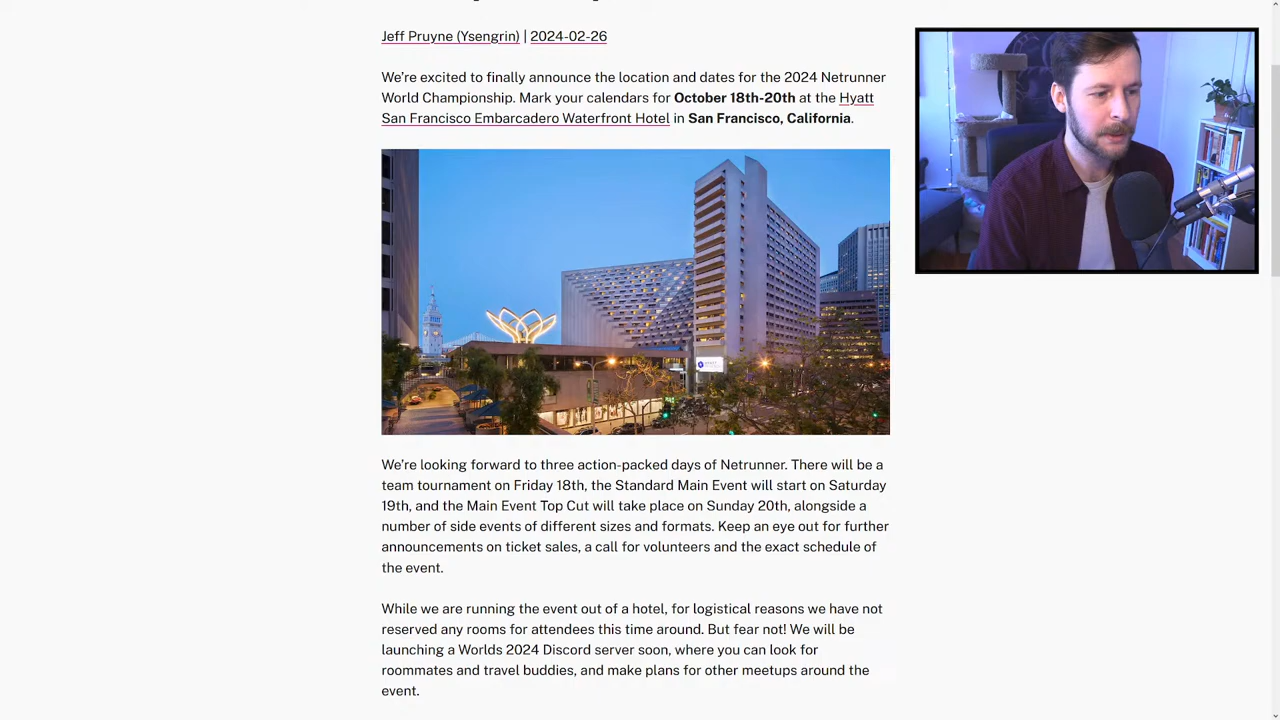 Jeff Pruyne (Ysengrin) | 2024-02-26
We’re excited to finally announce the location and dates for the 2024 Netrunner
World Championship. Mark your calendars for October 18th-20th at the Hyatt
San Francisco Embarcadero Waterfront Hotel in San Francisco, California.
We’re looking forward to three action-packed days of Netrunner. There will be a
team tournament on Friday 18th, the Standard Main Event will start on Saturday
19th, and the Main Event Top Cut will take place on Sunday 20th, alongside a
number of side events of different sizes and formats. Keep an eye out for further
announcements on ticket sales, a call for volunteers and the exact schedule of
the event.
While we are running the event out of a hotel, for logistical reasons we have not
reserved any rooms for attendees this time around. But fear not! We will be
launching a Worlds 2024 Discord server soon, where you can look for
roommates and travel buddies, and make plans for other meetups around the
event.